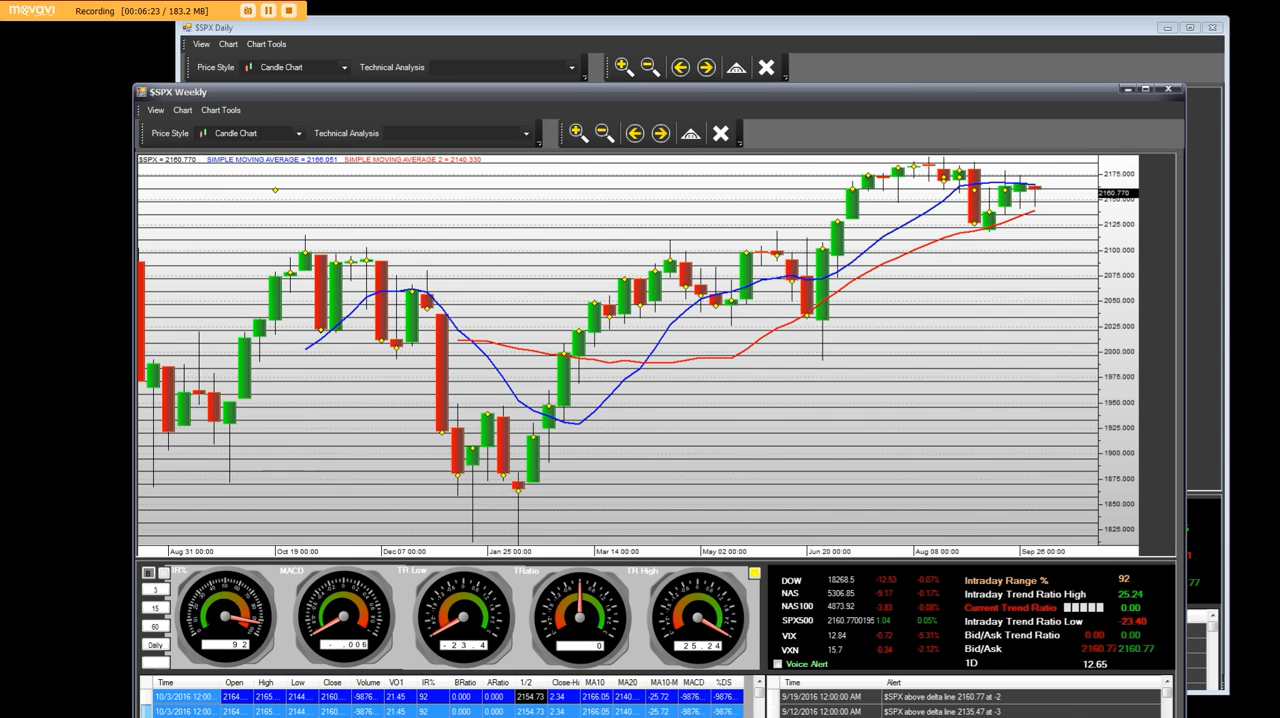 movavi Recording [00:06:23 / 183.2 MB]
$SPX Daily
View Chart Chart Tools
Price Style Candle Chart Technical Analysis
$SPX Weekly
View Chart Chart Tools
Price Style Candle Chart Technical Analysis
$SPX = 2160.770 SIMPLE MOVING AVERAGE = 2166.051 SIMPLE MOVING AVERAGE 2 = 2140.330
2175.000
2160.770
2150.000
2125.000
2100.000
2075.000
2050.000
2025.000
2000.000
1975.000
1950.000
1925.000
1900.000
1875.000
1850.000
1825.000
Aug 31 00:00 Oct 19 00:00 Dec 07 00:00 Jan 25 00:00 Mar 14 00:00 May 02 00:00 Jun 20 00:00 Aug 08 00:00 Sep 26 00:00
IR% MACD TR Low TRatio TR High
3
15
60
Daily
92 -.006 -23.4 0 25.24
DOW 18268.5 -12.53 -0.07% Intraday Range % 92
NAS 5306.85 -9.17 -0.17% Intraday Trend Ratio High 25.24
NAS100 4873.92 -3.83 -0.08% Current Trend Ratio 0.00
SPX500 2160.7700195 1.04 0.05% Intraday Trend Ratio Low -23.40
VIX 12.84 -0.72 -5.31% Bid/Ask Trend Ratio 0.00 0.00
VXN 15.7 -0.34 -2.12% Bid/Ask 2160.77 2160.77
Voice Alert 1D 12.65
Time Open High Low Close Volume VO1 IR% BRatio ARatio 1/2 Close-Ha MA10 MA20 MA10-M MACD %DS
10/3/2016 12:00... 2164... 2165... 2144... 2160... -9876... 21.45 92 0.000 0.000 2154.73 2.34 2166.05 2140... -25.72 -9876... -9876...
10/3/2016 12:00... 2164... 2165... 2144... 2160... -9876... 21.45 92 0.000 0.000 2154.73 2.34 2166.05 2140... -25.72 -9876... -9876...
Time Alert
9/19/2016 12:00:00 AM $SPX above delta line 2160.77 at -2
9/12/2016 12:00:00 AM $SPX above delta line 2135.47 at -3